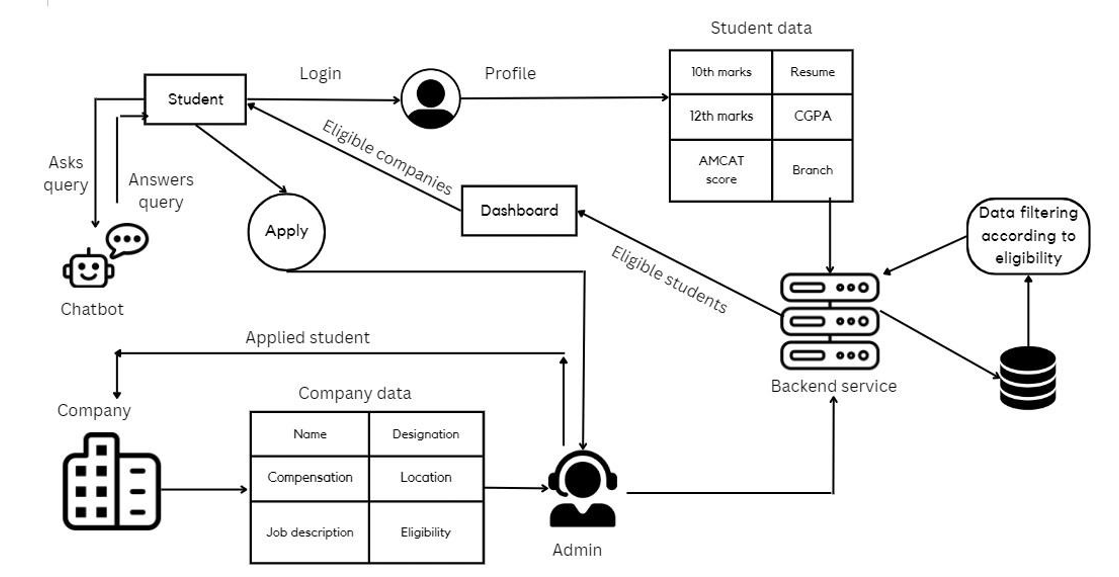 Student data
Login
Profile
Student
10th marks
Resume
12th marks
CGPA
AMCAT
score
Branch
Asks
query
Answers
query
Eligible companies
Apply
Dashboard
Eligible students
Data filtering
according to
eligibility
Chatbot
Backend service
Applied student
Company
Company data
Name
Designation
Compensation
Location
Job description
Eligibility
Admin